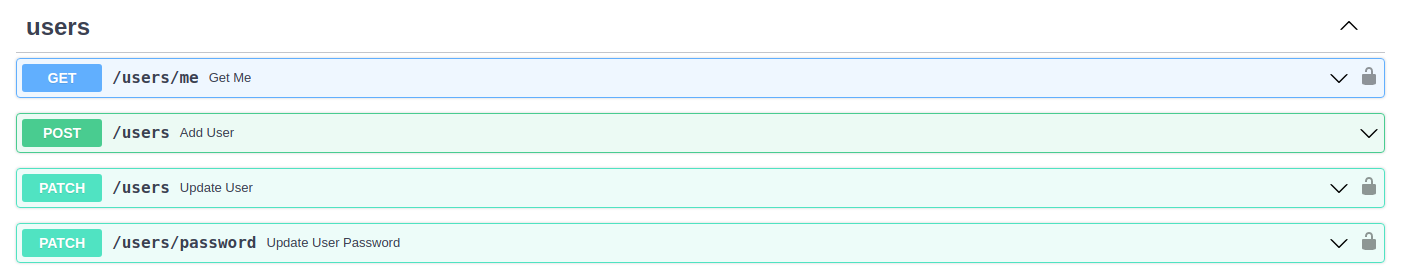 users
GET /users/me Get Me
POST /users Add User
PATCH /users Update User
PATCH /users/password Update User Password